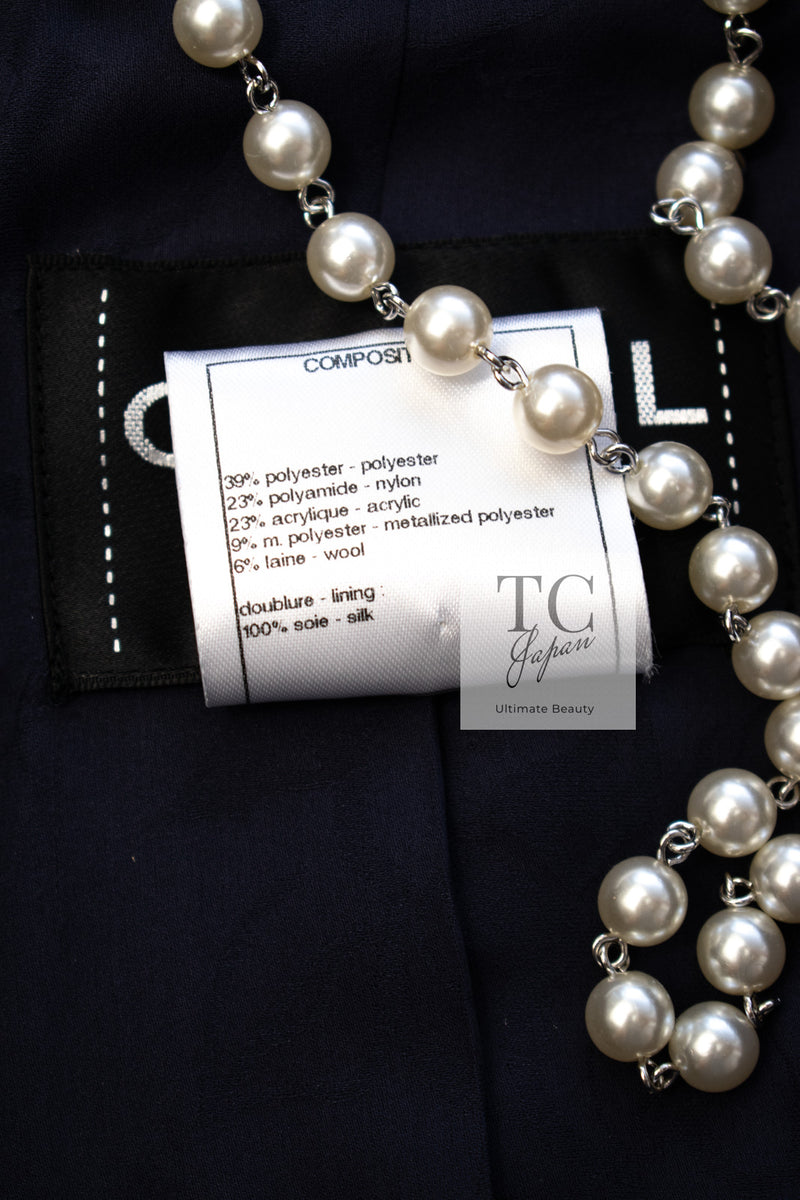 COMPOSIT
C
L
39% polyester - polyester
23% polyamide - nylon
23% acrylique - acrylic
9% m. polyester - metallized polyester
6% laine - wool
doublure - lining :
100% soie - silk
TC
Japan
Ultimate Beauty